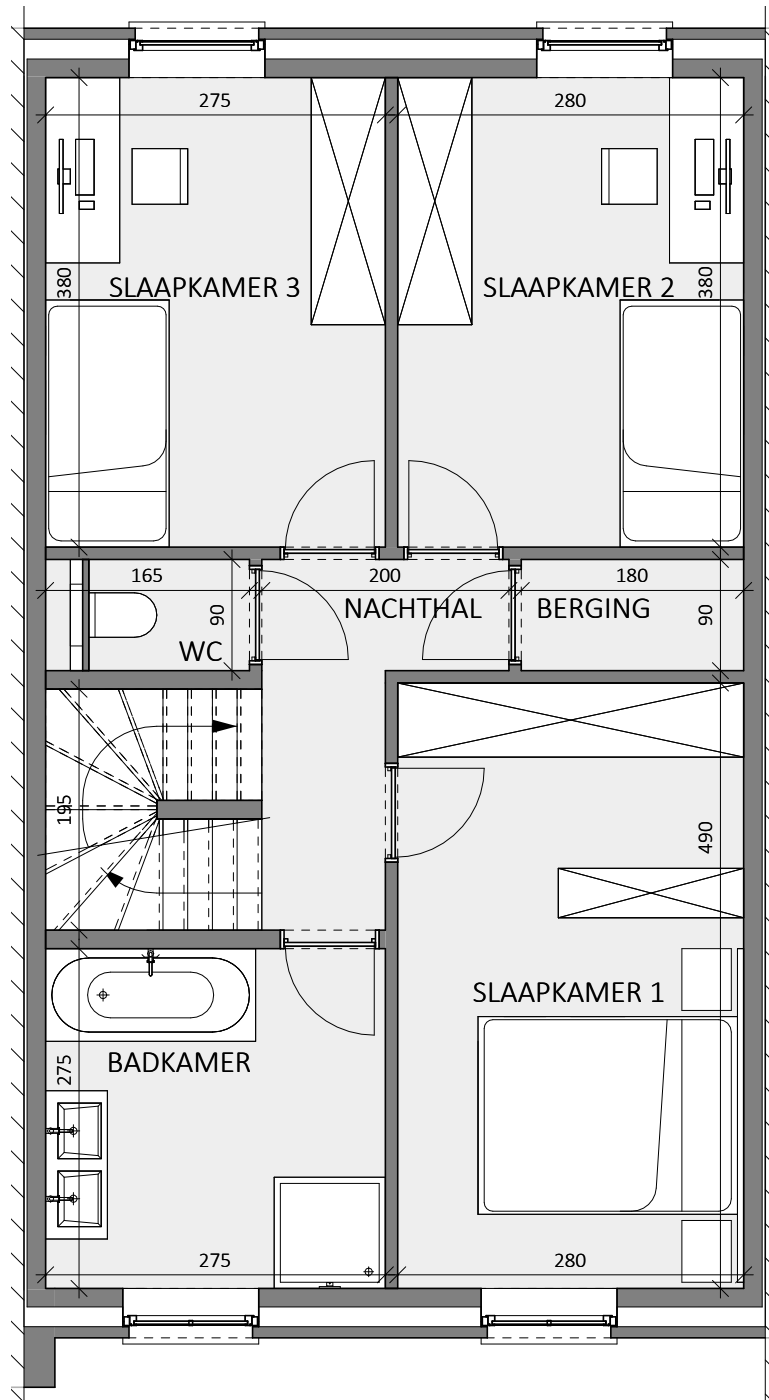 275
280
380
SLAAPKAMER 3
SLAAPKAMER 2
380
165
200
180
90
NACHTHAL
BERGING
90
WC
195
490
SLAAPKAMER 1
BADKAMER
275
275
280